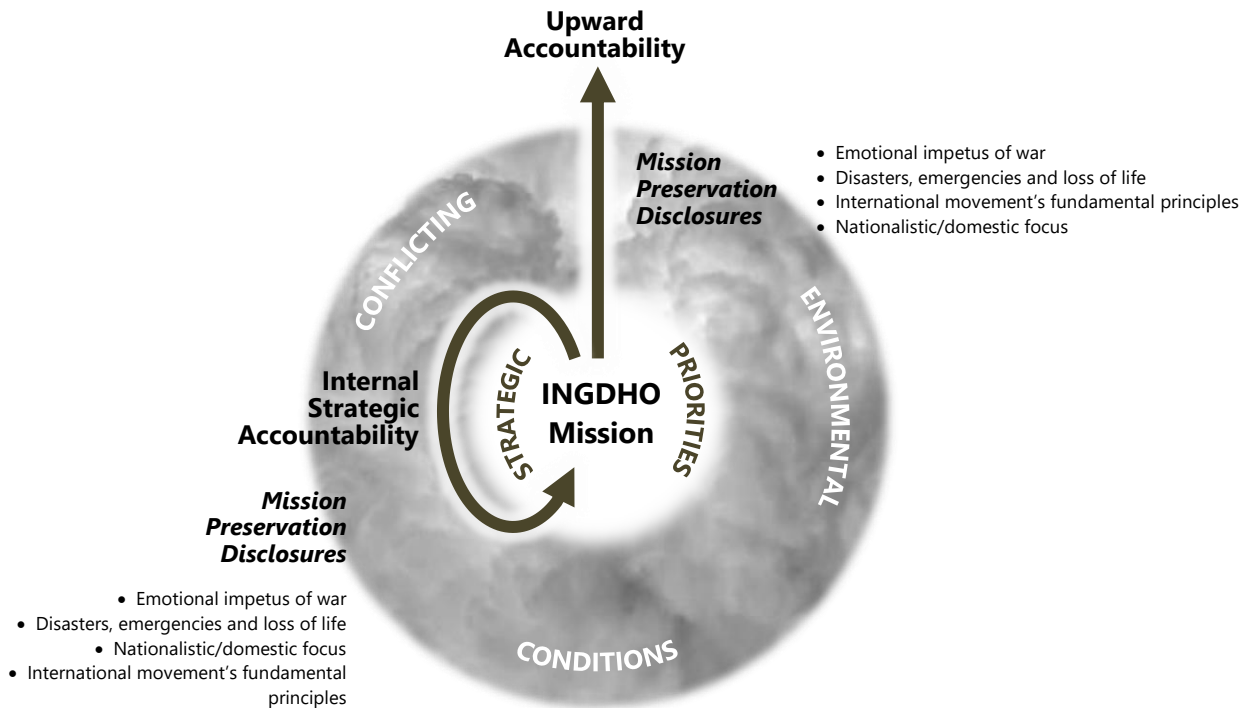 Upward
Accountability
Mission
Preservation
Disclosures
• Emotional impetus of war
• Disasters, emergencies and loss of life
• International movement's fundamental principles
• Nationalistic/domestic focus
CONFLICTING
ENVIRONMENTAL
CONDITIONS
STRATEGIC
PRIORITIES
INGDHO
Mission
Internal
Strategic
Accountability
Mission
Preservation
Disclosures
• Emotional impetus of war
• Disasters, emergencies and loss of life
• Nationalistic/domestic focus
• International movement's fundamental
principles